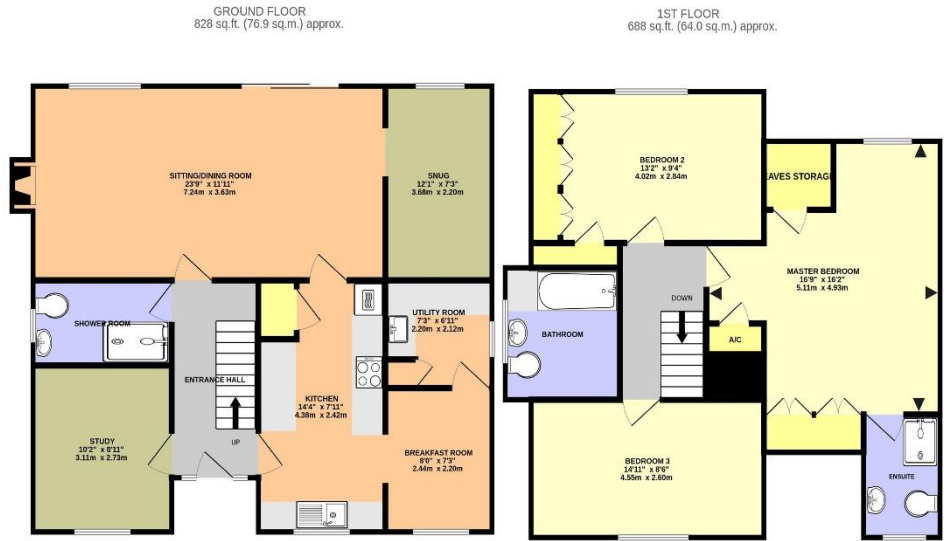 GROUND FLOOR
828 sq.ft. (76.9 sq.m.) approx.
SITTING/DINING ROOM
23'9" x 11'11"
7.24m x 3.63m
SNUG
12'1" x 7'3"
3.68m x 2.20m
SHOWER ROOM
UTILITY ROOM
7'3" x 6'11"
2.20m x 2.12m
ENTRANCE HALL
KITCHEN
14'4" x 7'11"
4.38m x 2.42m
STUDY
10'2" x 8'11"
3.11m x 2.73m
UP
BREAKFAST ROOM
8'0" x 7'3"
2.44m x 2.20m
1ST FLOOR
688 sq.ft. (64.0 sq.m.) approx.
BEDROOM 2
13'2" x 9'4"
4.02m x 2.84m
EAVES STORAGE
MASTER BEDROOM
16'9" x 16'2"
5.11m x 4.93m
DOWN
BATHROOM
A/C
BEDROOM 3
14'11" x 8'6"
4.55m x 2.60m
ENSUITE